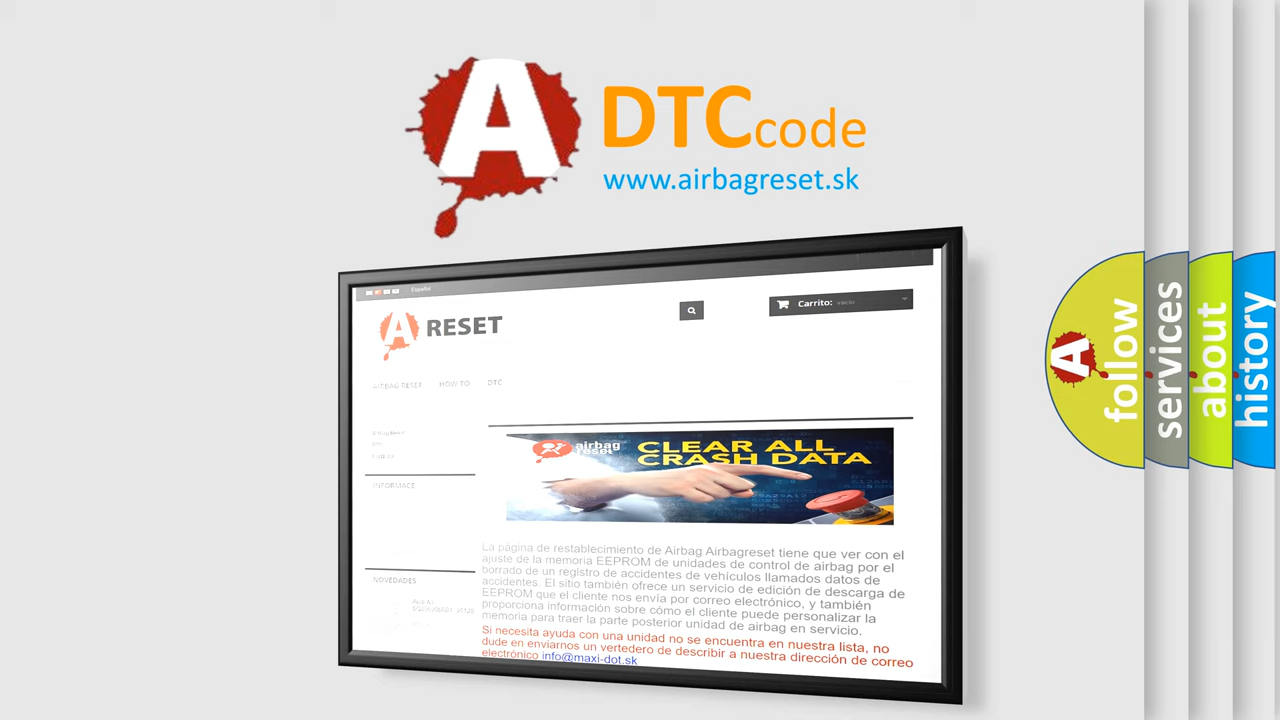 A
DTC code
www.airbagreset.sk
Español
A RESET
Carrito: vacío
AIRBAG RESET HOW TO DTC
INFORMACE
NOVEDADES
airbag
reset
CLEAR ALL
CRASH DATA
La página de restablecimiento de Airbag Airbagreset tiene que ver con el
ajuste de la memoria EEPROM de unidades de control de airbag por el
borrado de un registro de accidentes de vehículos llamados datos de
accidentes. El sitio también ofrece un servicio de edición de descarga de
EEPROM que el cliente nos envía por correo electrónico, y también
proporciona información sobre cómo el cliente puede personalizar la
memoria para traer la parte posterior unidad de airbag en servicio.
Si necesita ayuda con una unidad no se encuentra en nuestra lista, no
dude en enviarnos un vertedero de describir a nuestra dirección de correo
electrónico info@maxi-dot.sk
A
follow
services
about
history